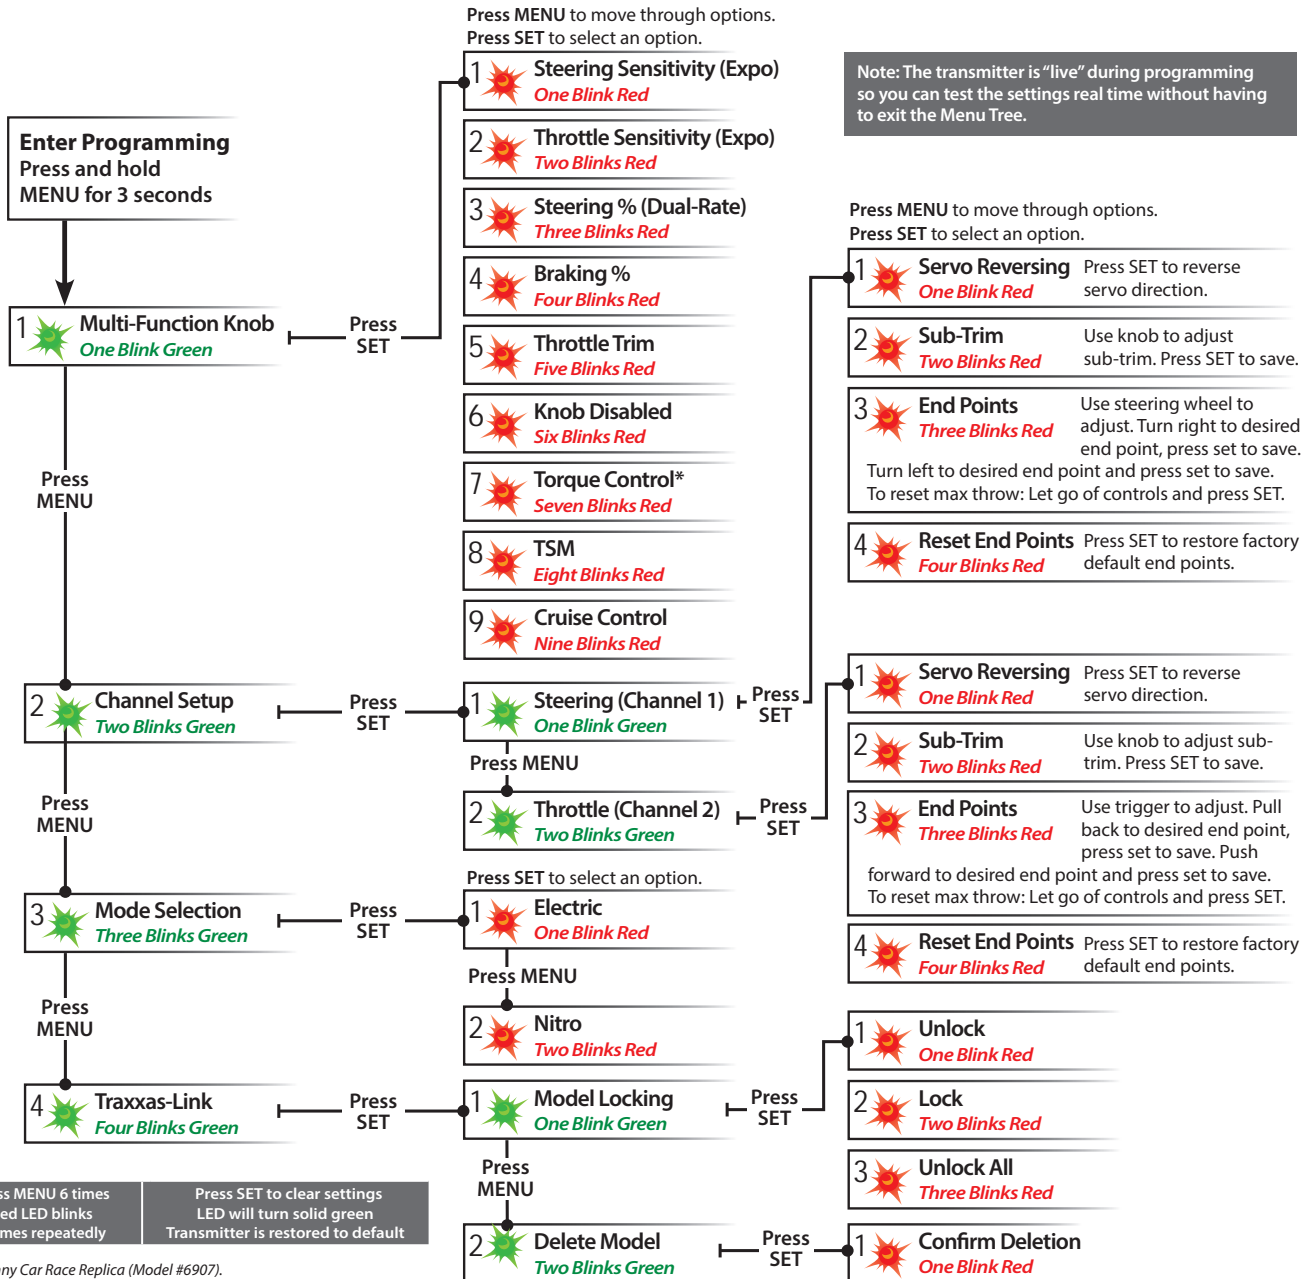 Press MENU to move through options.
Press SET to select an option.
1 Steering Sensitivity (Expo)
One Blink Red
2 Throttle Sensitivity (Expo)
Two Blinks Red
3 Steering % (Dual-Rate)
Three Blinks Red
4 Braking %
Four Blinks Red
5 Throttle Trim
Five Blinks Red
6 Knob Disabled
Six Blinks Red
7 Torque Control*
Seven Blinks Red
8 TSM
Eight Blinks Red
9 Cruise Control
Nine Blinks Red
Note: The transmitter is “live” during programming
so you can test the settings real time without having
to exit the Menu Tree.
Enter Programming
Press and hold
MENU for 3 seconds
1 Multi-Function Knob
One Blink Green
Press
SET
Press
MENU
2 Channel Setup
Two Blinks Green
Press
SET
1 Steering (Channel 1)
One Blink Green
Press
SET
Press MENU
2 Throttle (Channel 2)
Two Blinks Green
Press
SET
Press MENU to move through options.
Press SET to select an option.
1 Servo Reversing
One Blink Red
Press SET to reverse
servo direction.
2 Sub-Trim
Two Blinks Red
Use knob to adjust
sub-trim. Press SET to save.
3 End Points
Three Blinks Red
Use steering wheel to
adjust. Turn right to desired
end point, press set to save.
Turn left to desired end point and press set to save.
To reset max throw: Let go of controls and press SET.
4 Reset End Points
Four Blinks Red
Press SET to restore factory
default end points.
1 Servo Reversing
One Blink Red
Press SET to reverse
servo direction.
2 Sub-Trim
Two Blinks Red
Use knob to adjust sub-
trim. Press SET to save.
3 End Points
Three Blinks Red
Use trigger to adjust. Pull
back to desired end point,
press set to save. Push
forward to desired end point and press set to save.
To reset max throw: Let go of controls and press SET.
4 Reset End Points
Four Blinks Red
Press SET to restore factory
default end points.
Press
MENU
3 Mode Selection
Three Blinks Green
Press
SET
Press SET to select an option.
1 Electric
One Blink Red
Press MENU
2 Nitro
Two Blinks Red
Press
MENU
4 Traxxas-Link
Four Blinks Green
Press
SET
1 Model Locking
One Blink Green
Press
SET
1 Unlock
One Blink Red
2 Lock
Two Blinks Red
3 Unlock All
Three Blinks Red
Press
MENU
2 Delete Model
Two Blinks Green
Press
SET
1 Confirm Deletion
One Blink Red
MENU 6 times
LED blinks
repeatedly
Press SET to clear settings
LED will turn solid green
Transmitter is restored to default
Car Race Replica (Model #6907).